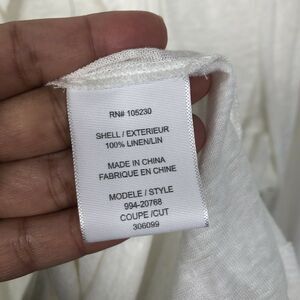 RN# 105230
SHELL / EXTERIEUR
100% LINEN/LIN
MADE IN CHINA
FABRIQUE EN CHINE
MODELE / STYLE
994-20768
COUPE /CUT
306099